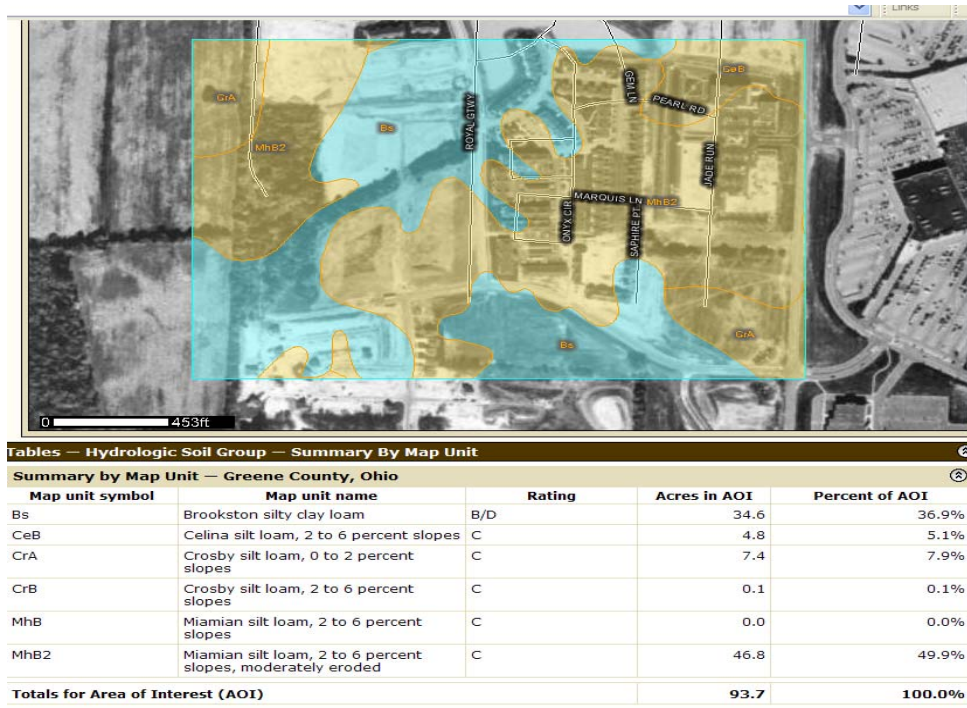 Links
CrA
MhB2
Bs
ROYAL GTWY
GEM LN
PEARL RD
CeB
JADE RUN
MARQUIS LN
MhB2
ONYX CIR
SAPHIRE PT
CrA
Bs
0 453ft
Tables — Hydrologic Soil Group — Summary By Map Unit
Summary by Map Unit — Greene County, Ohio
Map unit symbol Map unit name Rating Acres in AOI Percent of AOI
Bs Brookston silty clay loam B/D 34.6 36.9%
CeB Celina silt loam, 2 to 6 percent slopes C 4.8 5.1%
CrA Crosby silt loam, 0 to 2 percent C 7.4 7.9%
slopes
CrB Crosby silt loam, 2 to 6 percent C 0.1 0.1%
slopes
MhB Miamian silt loam, 2 to 6 percent C 0.0 0.0%
slopes
MhB2 Miamian silt loam, 2 to 6 percent C 46.8 49.9%
slopes, moderately eroded
Totals for Area of Interest (AOI) 93.7 100.0%